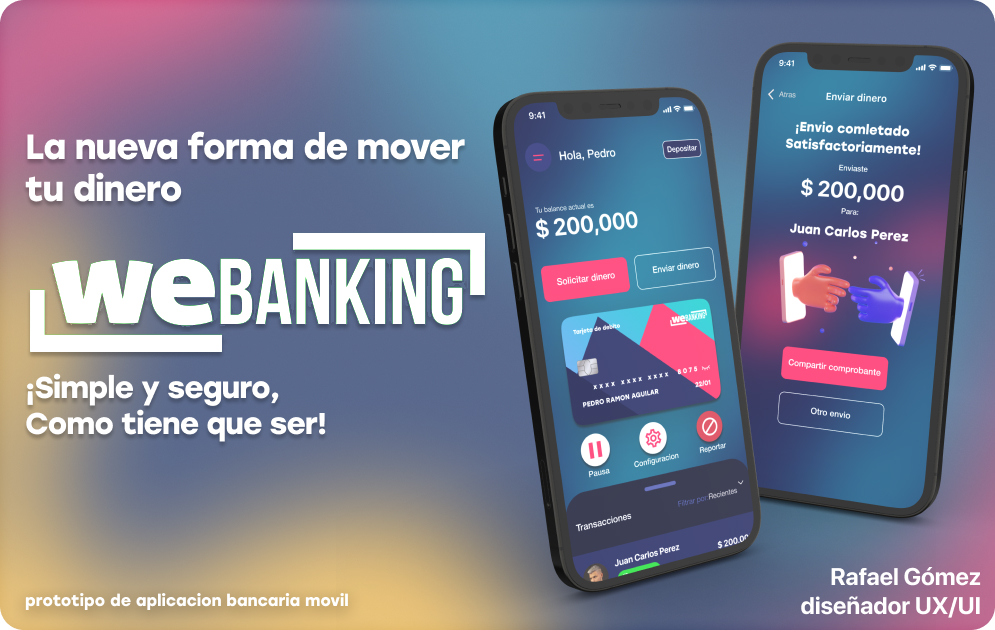 La nueva forma de mover
tu dinero
weBANKING
¡Simple y seguro,
Como tiene que ser!
prototipo de aplicacion bancaria movil
9:41
Hola, Pedro
Depositar
Tu balance actual es
$ 200,000
Solicitar dinero
Enviar dinero
Tarjeta de debito
weBANKING
xxxx xxxx xxxx 6075
22/01
PEDRO RAMON AGUILAR
Pausa
Configuracion
Reportar
Transacciones
Filtrar por Recientes
Juan Carlos Perez
$ 200.00
9:41
Atras
Enviar dinero
¡Envio comletado
Satisfactoriamente!
Enviaste
$ 200,000
Para:
Juan Carlos Perez
Compartir comprobante
Otro envio
Rafael Gómez
diseñador UX/UI